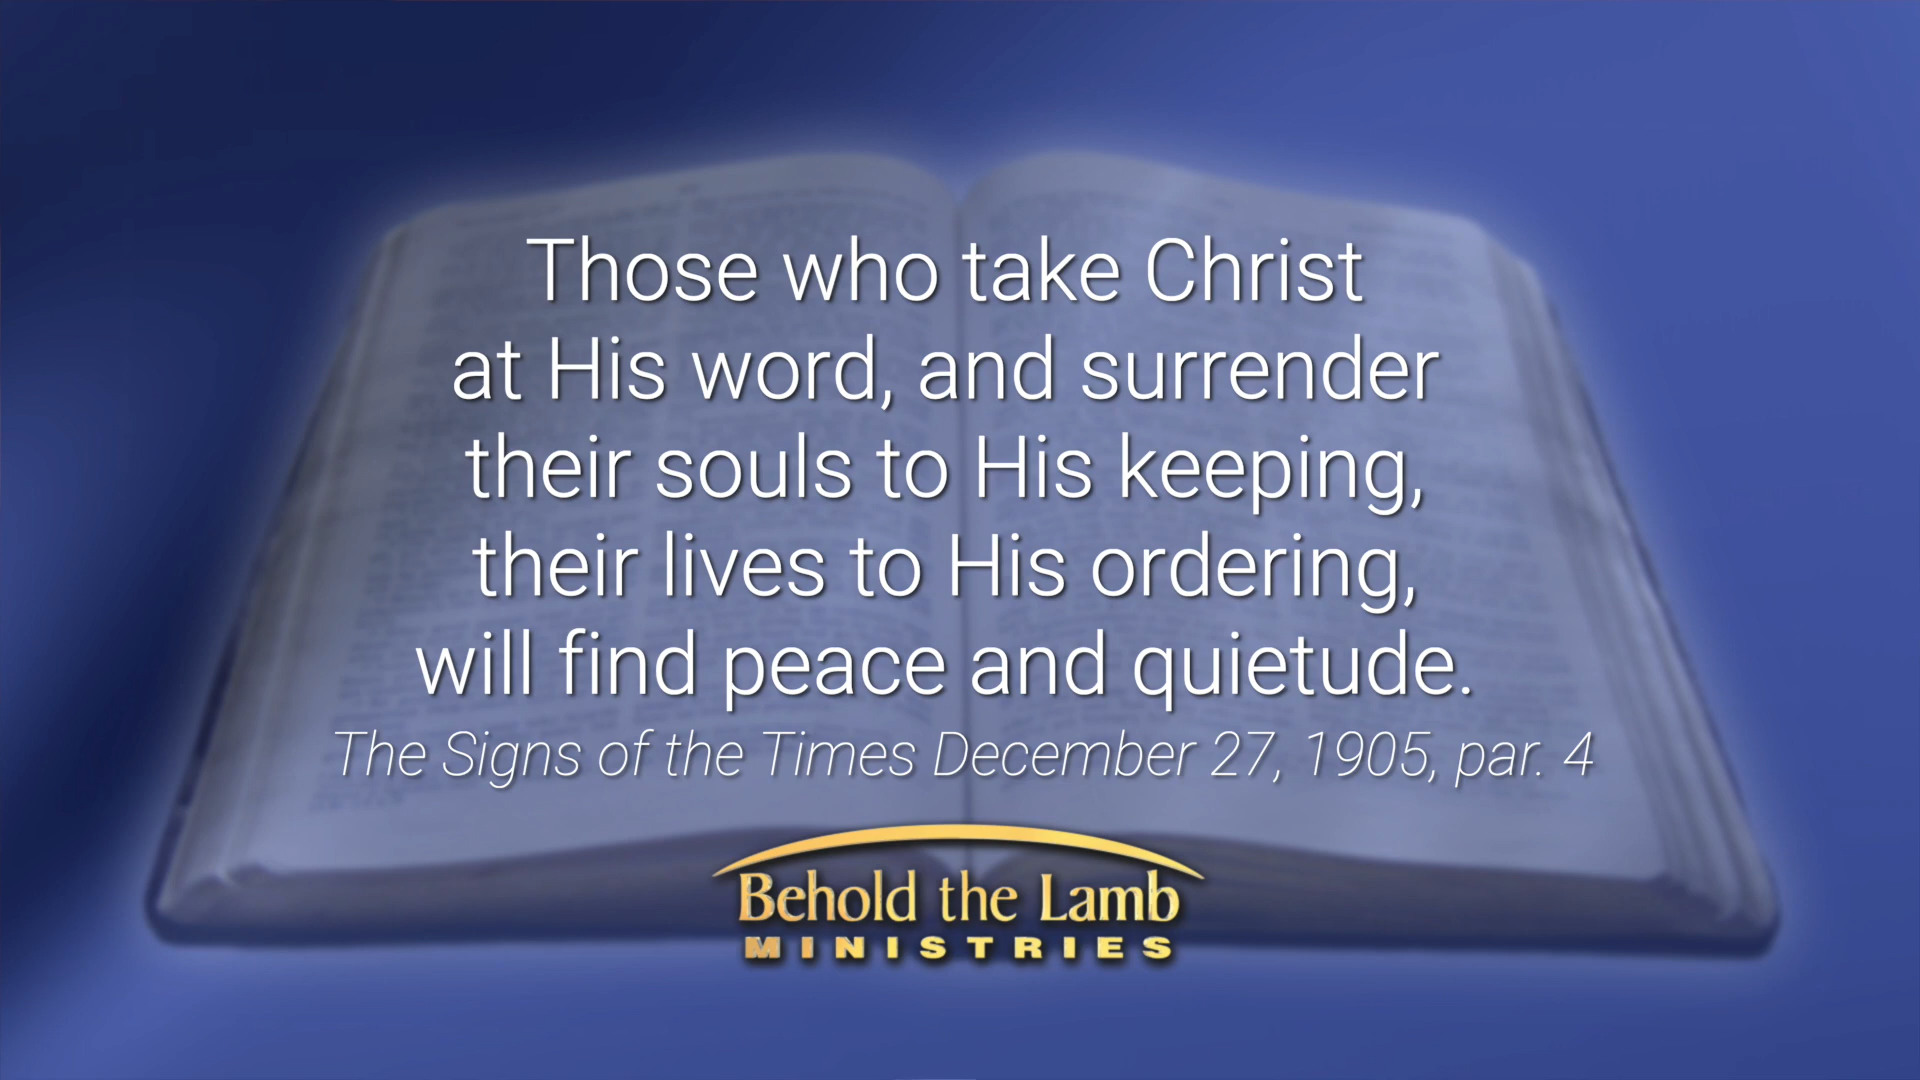 Those who take Christ
at His word, and surrender
their souls to His keeping,
their lives to His ordering,
will find peace and quietude.
The Signs of the Times December 27, 1905, par. 4
Behold the Lamb
MINISTRIES